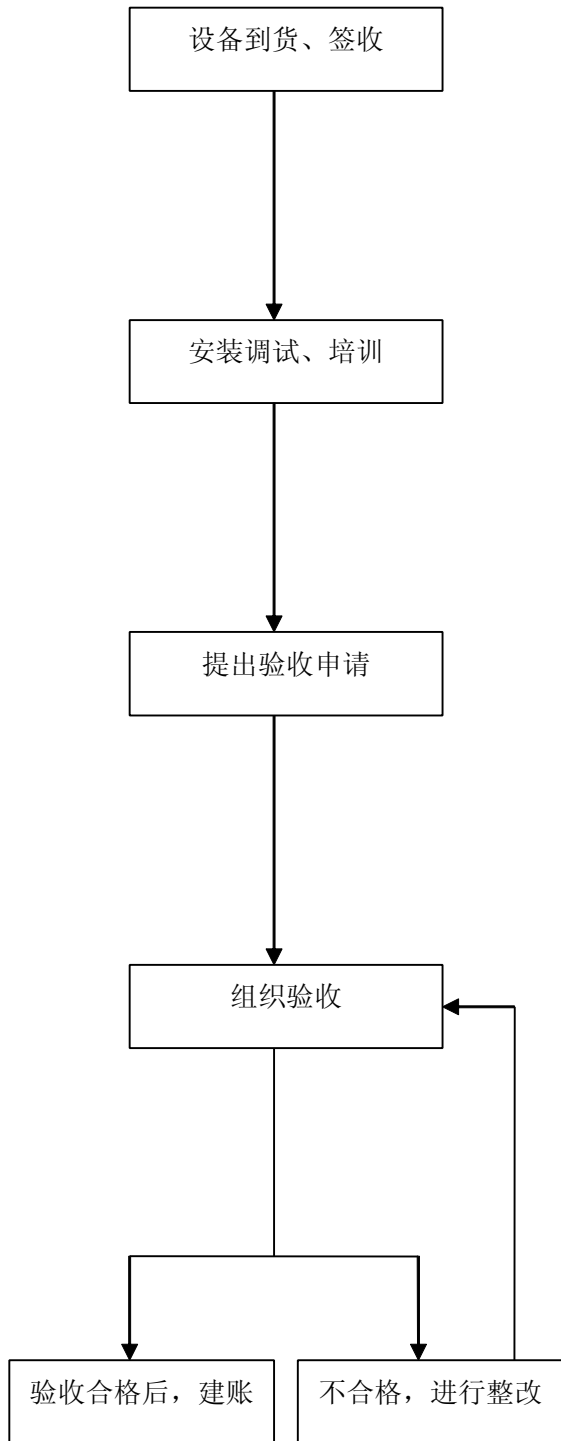 设备到货、签收
安装调试、培训
提出验收申请
组织验收
验收合格后，建账
不合格，进行整改